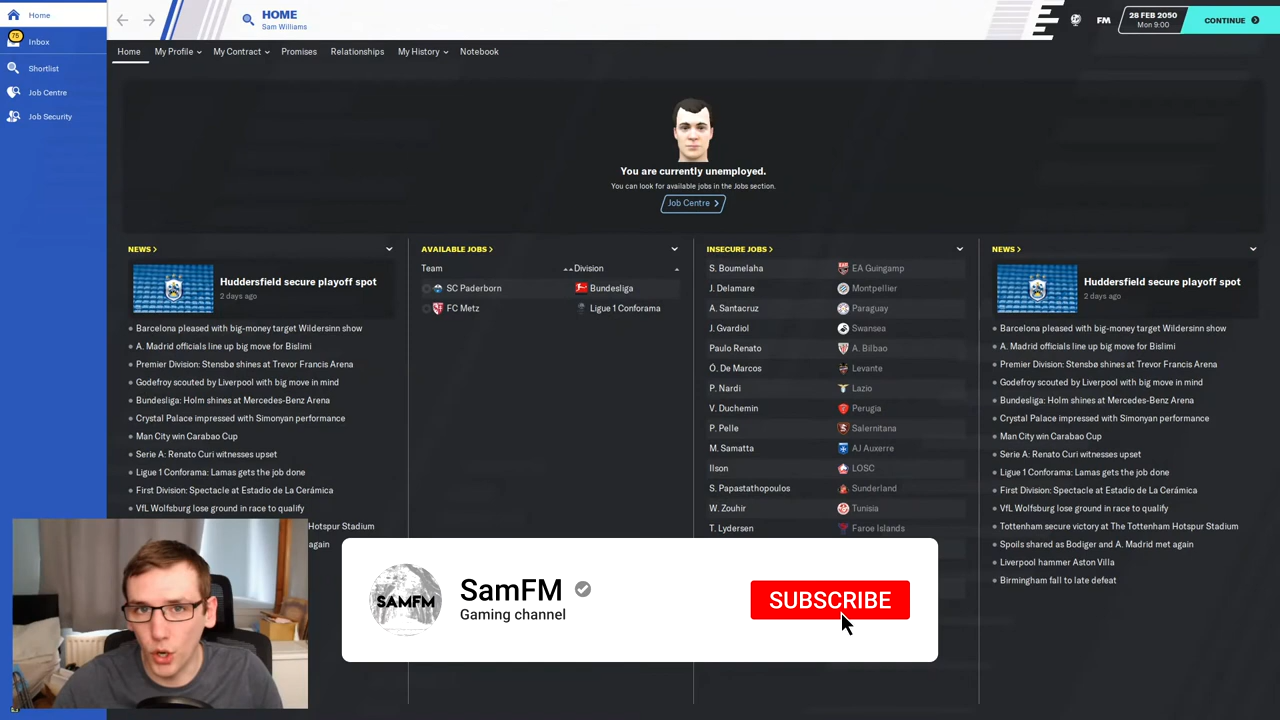 Home
75
Inbox
Shortlist
Job Centre
Job Security
HOME
Sam Williams
FM
28 FEB 2050
Mon 9:00
CONTINUE
Home
My Profile
My Contract
Promises
Relationships
My History
Notebook
You are currently unemployed.
You can look for available jobs in the Jobs section.
Job Centre
NEWS
Huddersfield secure playoff spot
2 days ago
Barcelona pleased with big-money target Wildersinn show
A. Madrid officials line up big move for Bislimi
Premier Division: Stensbø shines at Trevor Francis Arena
Godefroy scouted by Liverpool with big move in mind
Bundesliga: Holm shines at Mercedes-Benz Arena
Crystal Palace impressed with Simonyan performance
Man City win Carabao Cup
Serie A: Renato Curi witnesses upset
Ligue 1 Conforama: Lamas gets the job done
First Division: Spectacle at Estadio de La Cerámica
VfL Wolfsburg lose ground in race to qualify
Hotspur Stadium
again
AVAILABLE JOBS
Team Division
SC Paderborn Bundesliga
FC Metz Ligue 1 Conforama
INSECURE JOBS
S. Boumelaha EA Guingamp
J. Delamare Montpellier
A. Santacruz Paraguay
J. Gvardiol Swansea
Paulo Renato A. Bilbao
Ó. De Marcos Levante
P. Nardi Lazio
V. Duchemin Perugia
P. Pelle Salernitana
M. Samatta AJ Auxerre
Ilson LOSC
S. Papastathopoulos Sunderland
W. Zouhir Tunisia
T. Lydersen Faroe Islands
NEWS
Huddersfield secure playoff spot
2 days ago
Barcelona pleased with big-money target Wildersinn show
A. Madrid officials line up big move for Bislimi
Premier Division: Stensbø shines at Trevor Francis Arena
Godefroy scouted by Liverpool with big move in mind
Bundesliga: Holm shines at Mercedes-Benz Arena
Crystal Palace impressed with Simonyan performance
Man City win Carabao Cup
Serie A: Renato Curi witnesses upset
Ligue 1 Conforama: Lamas gets the job done
First Division: Spectacle at Estadio de La Cerámica
VfL Wolfsburg lose ground in race to qualify
Tottenham secure victory at The Tottenham Hotspur Stadium
Spoils shared as Bodiger and A. Madrid met again
Liverpool hammer Aston Villa
Birmingham fall to late defeat
SAMFM
SamFM
Gaming channel
SUBSCRIBE